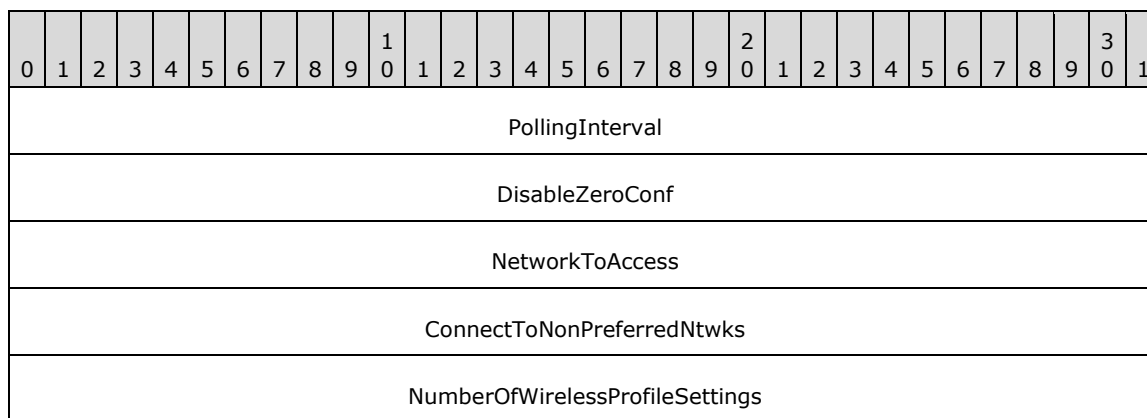 1 2 3
0 1 2 3 4 5 6 7 8 9 0 1 2 3 4 5 6 7 8 9 0 1 2 3 4 5 6 7 8 9 0 1
PollingInterval
DisableZeroConf
NetworkToAccess
ConnectToNonPreferredNtwks
NumberOfWirelessProfileSettings